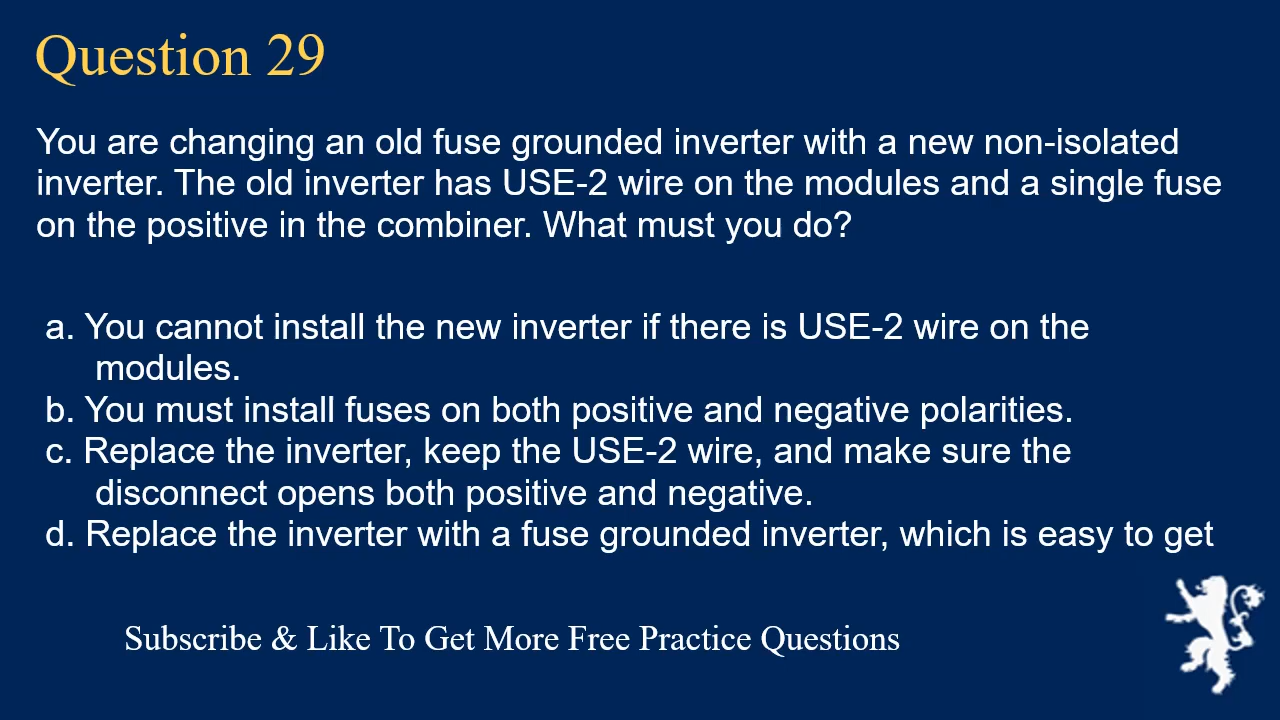 Question 29
You are changing an old fuse grounded inverter with a new non-isolated
inverter. The old inverter has USE-2 wire on the modules and a single fuse
on the positive in the combiner. What must you do?
a. You cannot install the new inverter if there is USE-2 wire on the
modules.
b. You must install fuses on both positive and negative polarities.
c. Replace the inverter, keep the USE-2 wire, and make sure the
disconnect opens both positive and negative.
d. Replace the inverter with a fuse grounded inverter, which is easy to get
Subscribe & Like To Get More Free Practice Questions